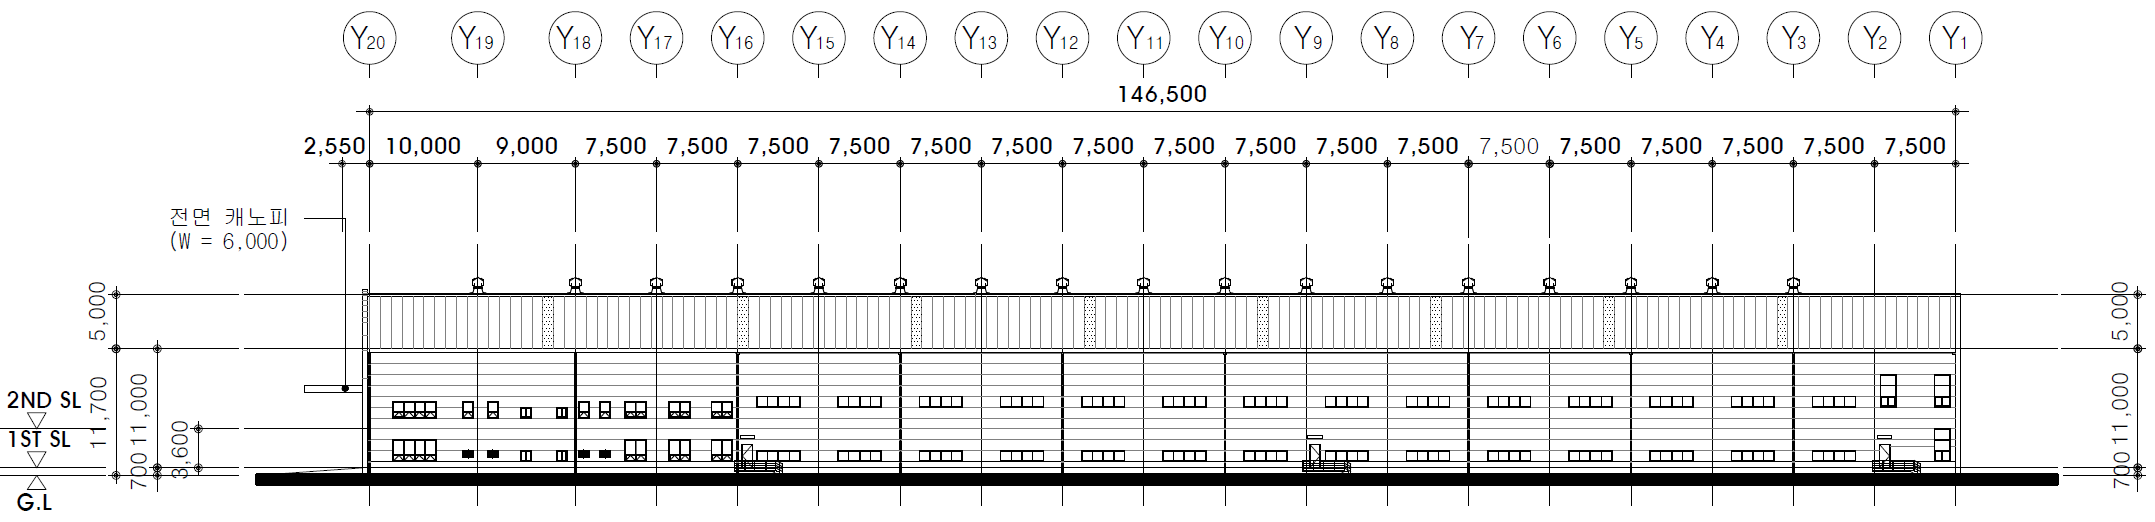 Y20 Y19 Y18 Y17 Y16 Y15 Y14 Y13 Y12 Y11 Y10 Y9 Y8 Y7 Y6 Y5 Y4 Y3 Y2 Y1
146,500
2,550 10,000 9,000 7,500 7,500 7,500 7,500 7,500 7,500 7,500 7,500 7,500 7,500 7,500 7,500 7,500 7,500 7,500 7,500 7,500
전면 캐노피
(W = 6,000)
5,000
11,700
11,000
700
3,600
2ND SL
1ST SL
G.L
5,000
11,000
700